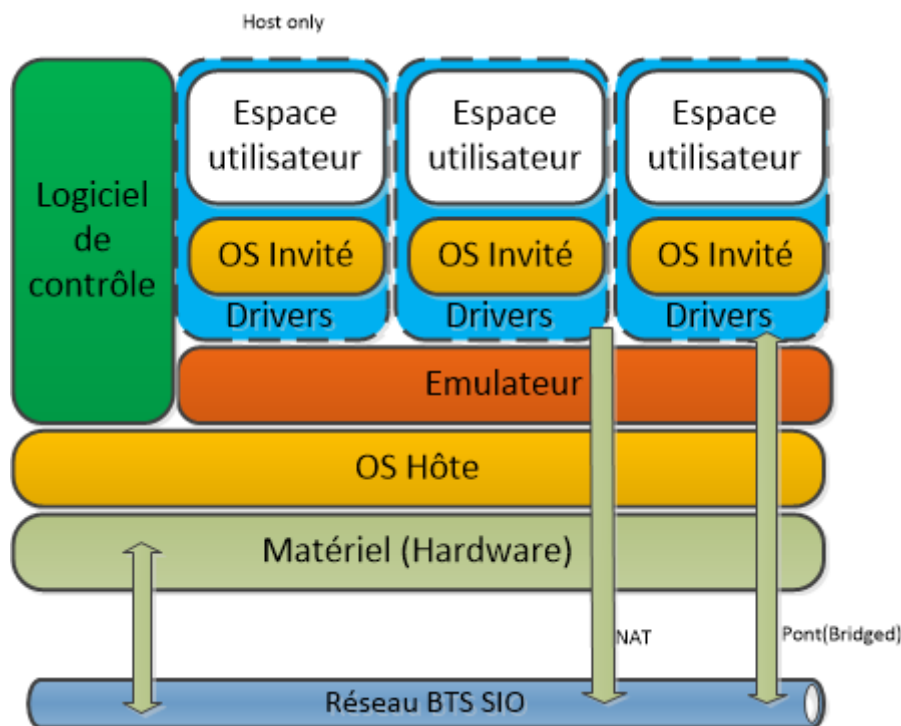 Host only
Logiciel
de
contrôle
Espace
utilisateur
OS Invité
Drivers
Espace
utilisateur
OS Invité
Drivers
Espace
utilisateur
OS Invité
Drivers
Emulateur
OS Hôte
Matériel (Hardware)
NAT
Pont(Bridged)
Réseau BTS SIO